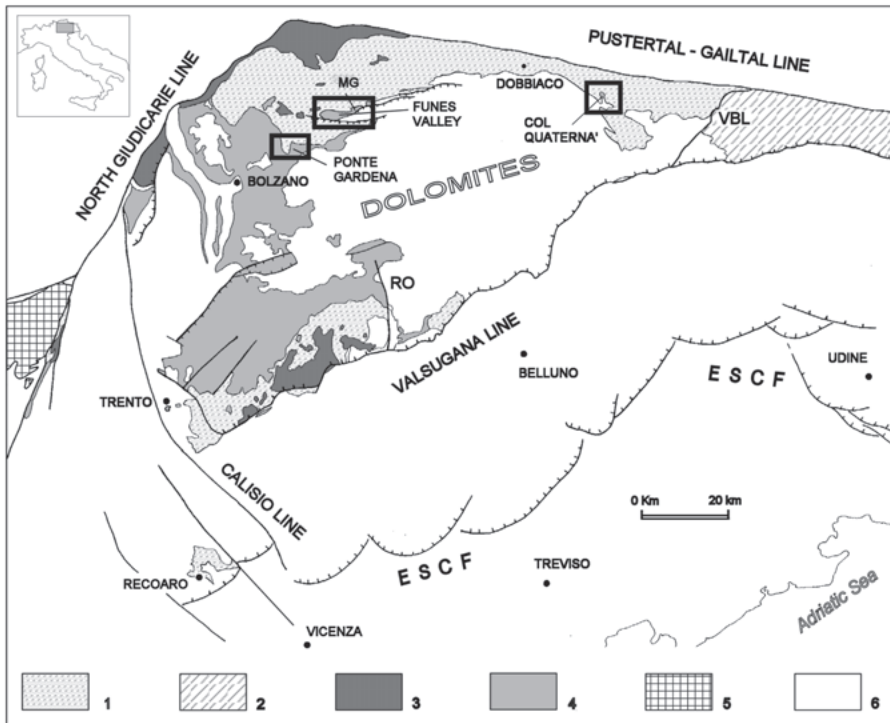 PUSTERTAL - GAILTAL LINE
NORTH GIUDICARIE LINE
MG
DOBBIACO
FUNES
VALLEY
COL
QUATERNA'
VBL
PONTE
GARDENA
BOLZANO
DOLOMITES
RO
VALSUGANA LINE
BELLUNO
UDINE
E S C F
TRENTO
CALISIO LINE
0 Km 20 km
E S C F
TREVISO
RECOARO
VICENZA
Adriatic Sea
1 2 3 4 5 6